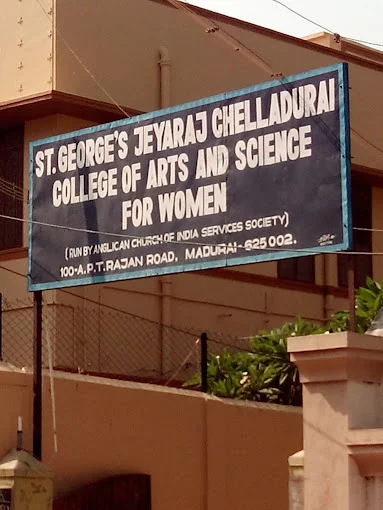 ST. GEORGE'S JEYARAJ CHELLADURAI
COLLEGE OF ARTS AND SCIENCE
FOR WOMEN
(RUN BY ANGLICAN CHURCH OF INDIA SERVICES SOCIETY)
100-A, P.T.RAJAN ROAD, MADURAI-625 002.